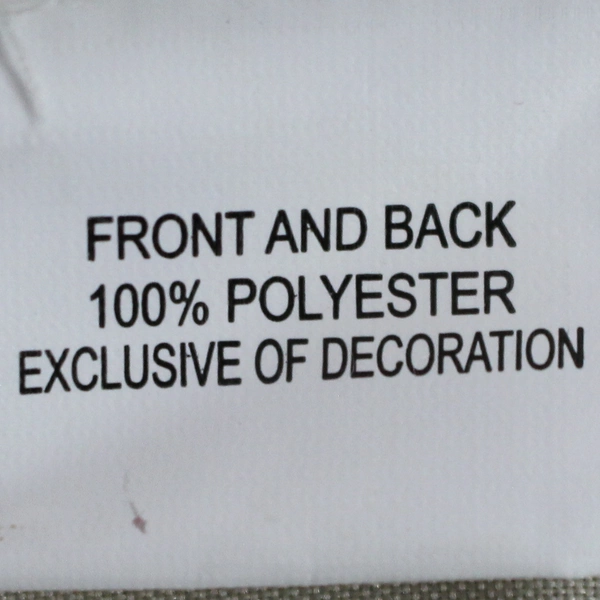 FRONT AND BACK
100% POLYESTER
EXCLUSIVE OF DECORATION